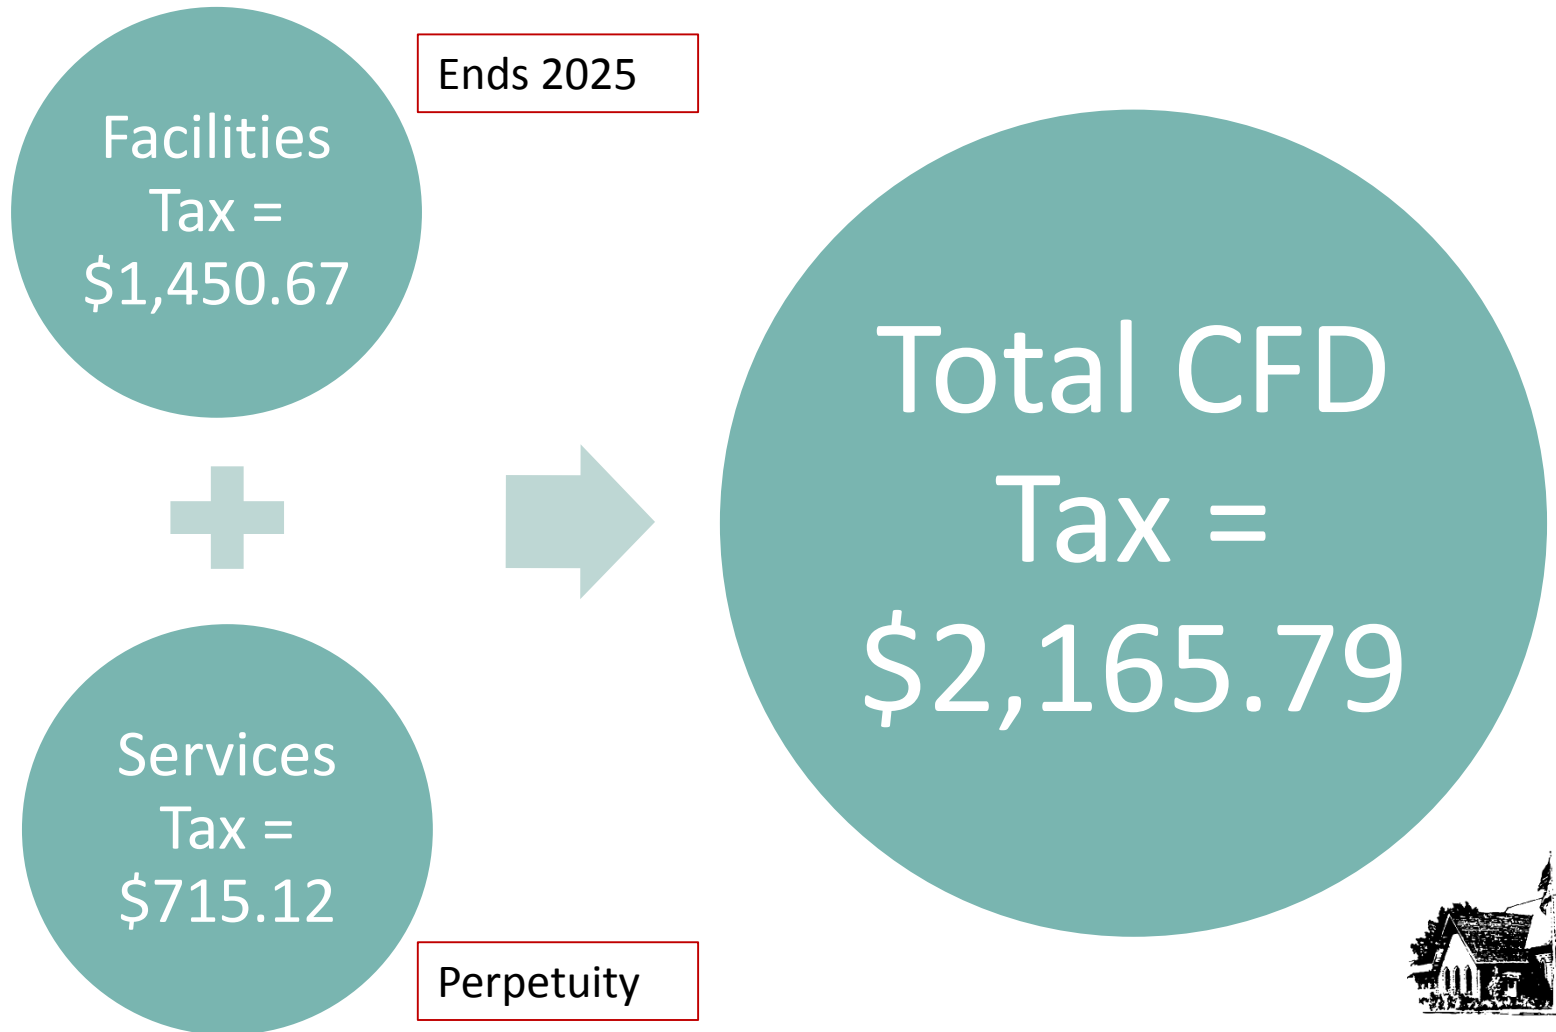 Facilities
Tax =
$1,450.67
Ends 2025
Services
Tax =
$715.12
Perpetuity
Total CFD
Tax =
$2,165.79